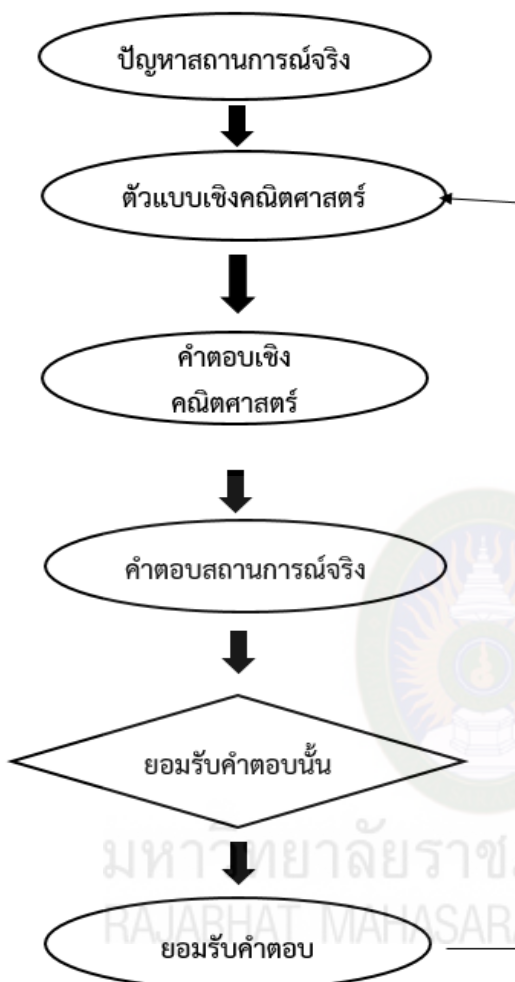 ปัญหาสถานการณ์จริง
ตัวแบบเชิงคณิตศาสตร์
คำตอบเชิง
คณิตศาสตร์
คำตอบสถานการณ์จริง
ยอมรับคำตอบนั้น
มหาวิทยาลัยราช
RAJABHAT MAHASAR
ยอมรับคำตอบ